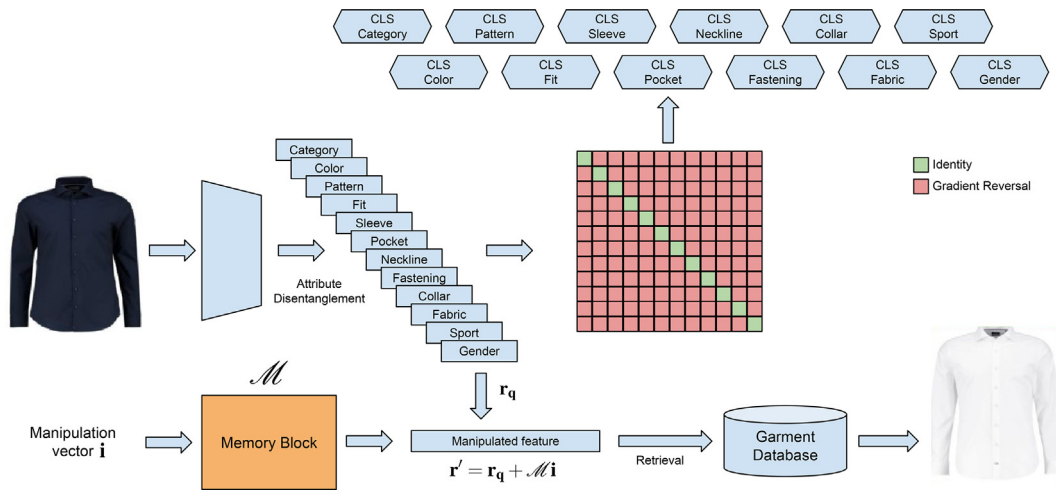 CLS
Category
CLS
Pattern
CLS
Sleeve
CLS
Neckline
CLS
Collar
CLS
Sport
CLS
Color
CLS
Fit
CLS
Pocket
CLS
Fastening
CLS
Fabric
CLS
Gender
Category
Color
Pattern
Fit
Sleeve
Pocket
Neckline
Fastening
Collar
Fabric
Sport
Gender
Attribute
Disentanglement
Identity
Gradient Reversal
ℳ
r_q
Manipulation
vector i
Memory Block
Manipulated feature
r′ = r_q + ℳi
Retrieval
Garment
Database